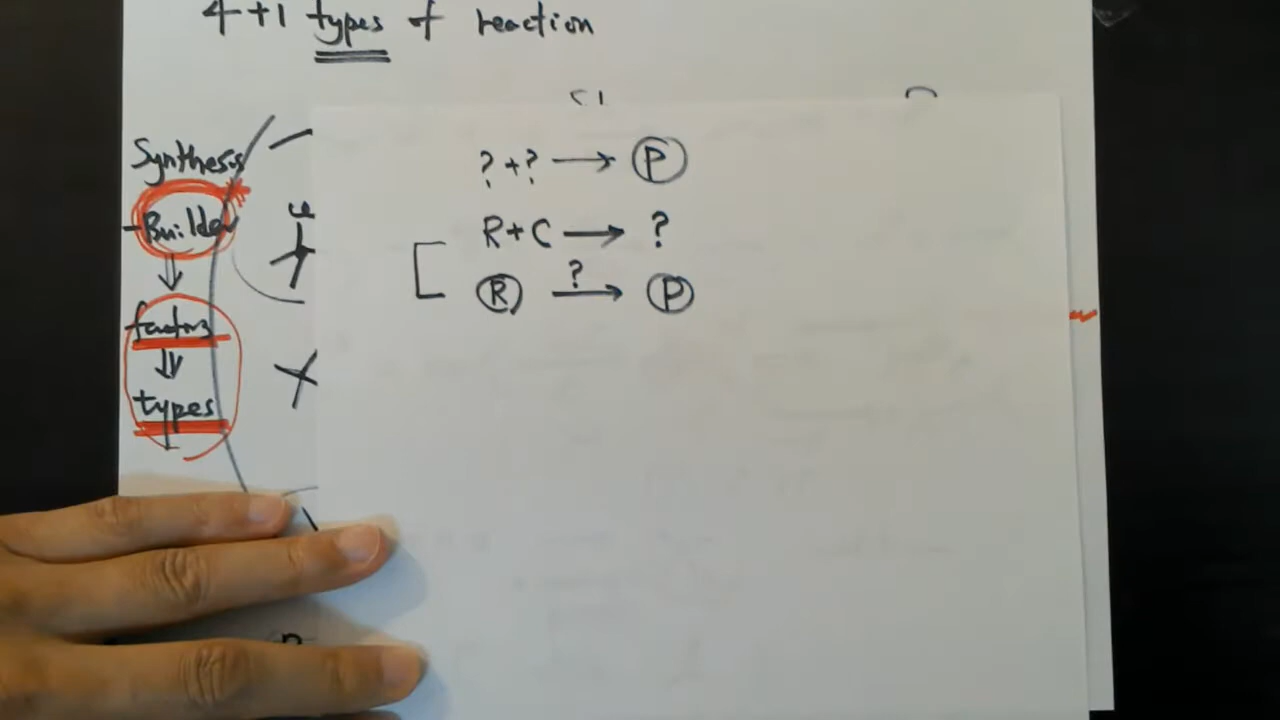 4+1 types of reaction
Synthesis
Builder
factors
types
? + ? → P
R + C → ?
R ? → P